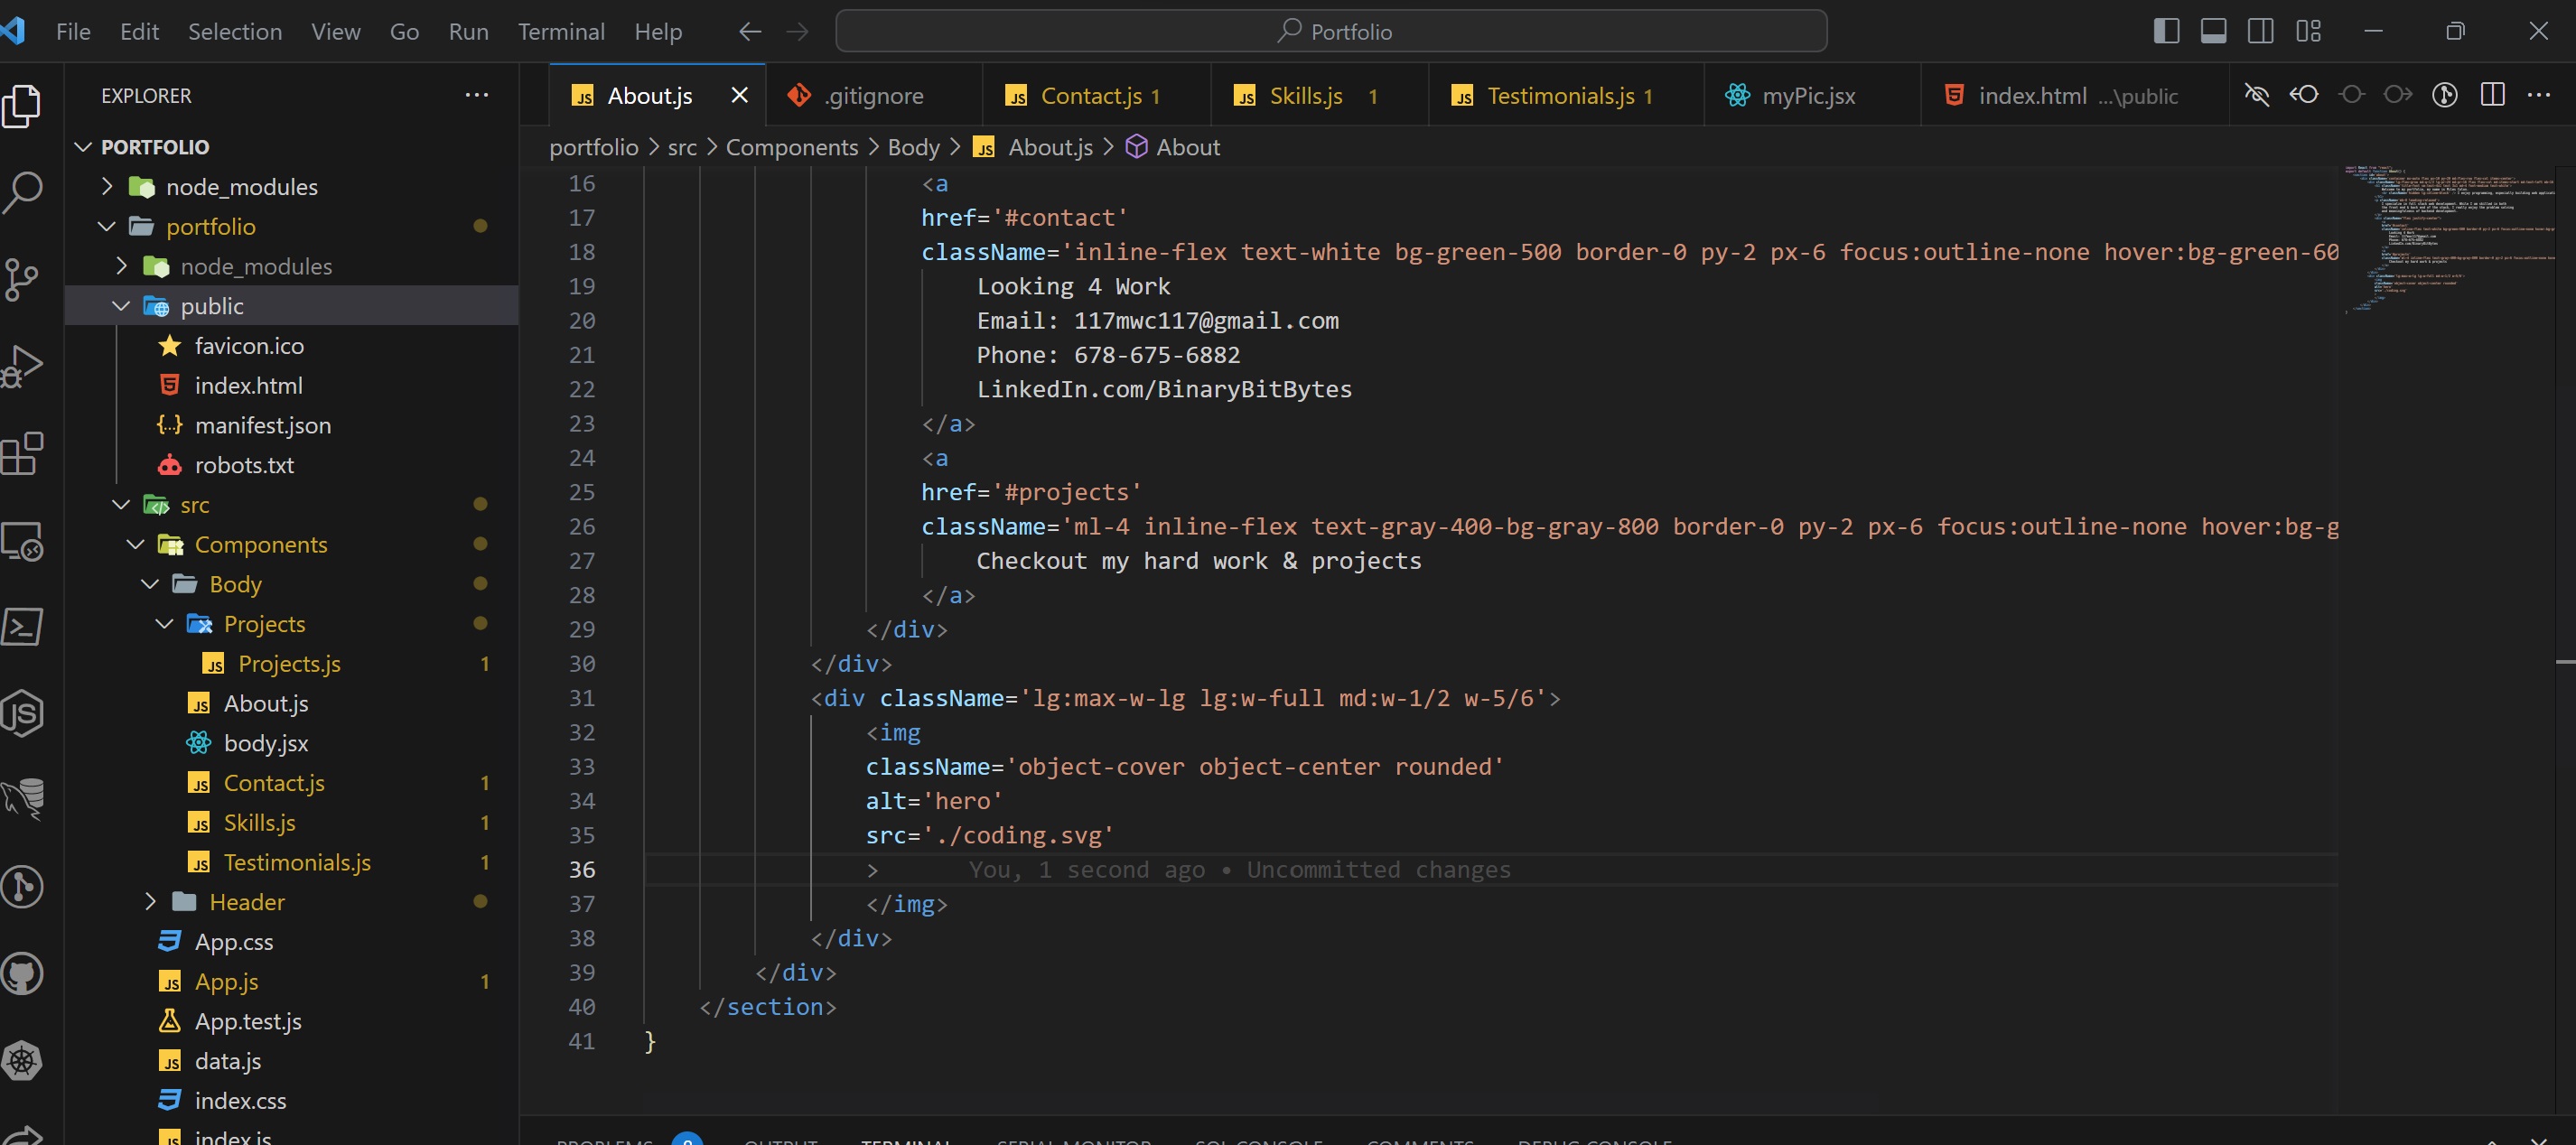 File Edit Selection View Go Run Terminal Help Portfolio
EXPLORER
PORTFOLIO
node_modules
portfolio
node_modules
public
favicon.ico
index.html
manifest.json
robots.txt
src
Components
Body
Projects
Projects.js 1
About.js
body.jsx
Contact.js 1
Skills.js 1
Testimonials.js 1
Header
App.css
App.js 1
App.test.js
data.js
index.css
index.js
About.js .gitignore Contact.js 1 Skills.js 1 Testimonials.js 1 myPic.jsx index.html ...\public
portfolio > src > Components > Body > JS About.js > About
16 <a
17 href='#contact'
18 className='inline-flex text-white bg-green-500 border-0 py-2 px-6 focus:outline-none hover:bg-green-60
19 Looking 4 Work
20 Email: 117mwc117@gmail.com
21 Phone: 678-675-6882
22 LinkedIn.com/BinaryBitBytes
23 </a>
24 <a
25 href='#projects'
26 className='ml-4 inline-flex text-gray-400-bg-gray-800 border-0 py-2 px-6 focus:outline-none hover:bg-g
27 Checkout my hard work & projects
28 </a>
29 </div>
30 </div>
31 <div className='lg:max-w-lg lg:w-full md:w-1/2 w-5/6'>
32 <img
33 className='object-cover object-center rounded'
34 alt='hero'
35 src='./coding.svg'
36 > You, 1 second ago • Uncommitted changes
37 </img>
38 </div>
39 </div>
40 </section>
41 }
PROBLEMS OUTPUT TERMINAL SERIAL MONITOR SQL CONSOLE COMMENTS DEBUG CONSOLE